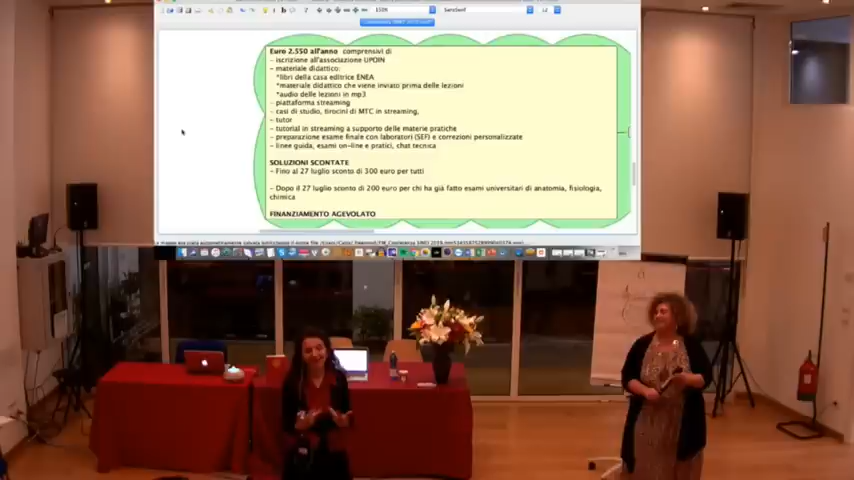 Euro 2.550 all'anno comprensivi di
- iscrizione all'associazione UPOIN
- materiale didattico:
*libri della casa editrice ENEA
*materiale didattico che viene inviato prima delle lezioni
*audio delle lezioni in mp3
- piattaforma streaming
- casi di studio, tirocini di MTC in streaming,
- tutor
- tutorial in streaming a supporto delle materie pratiche
- preparazione esame finale con laboratori (SEF) e correzioni personalizzate
- linee guida, esami on-line e pratici, chat tecnica
SOLUZIONI SCONTATE
- Fino al 27 luglio sconto di 300 euro per tutti
- Dopo il 27 luglio sconto di 200 euro per chi ha già fatto esami universitari di anatomia, fisiologia,
chimica
FINANZIAMENTO AGEVOLATO